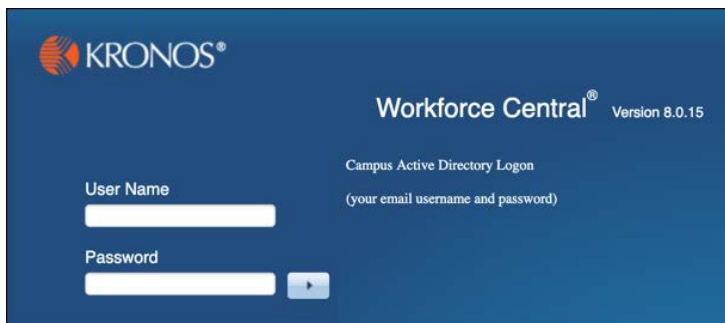 KRONOS®
Workforce Central® Version 8.0.15
Campus Active Directory Logon
(your email username and password)
User Name
Password